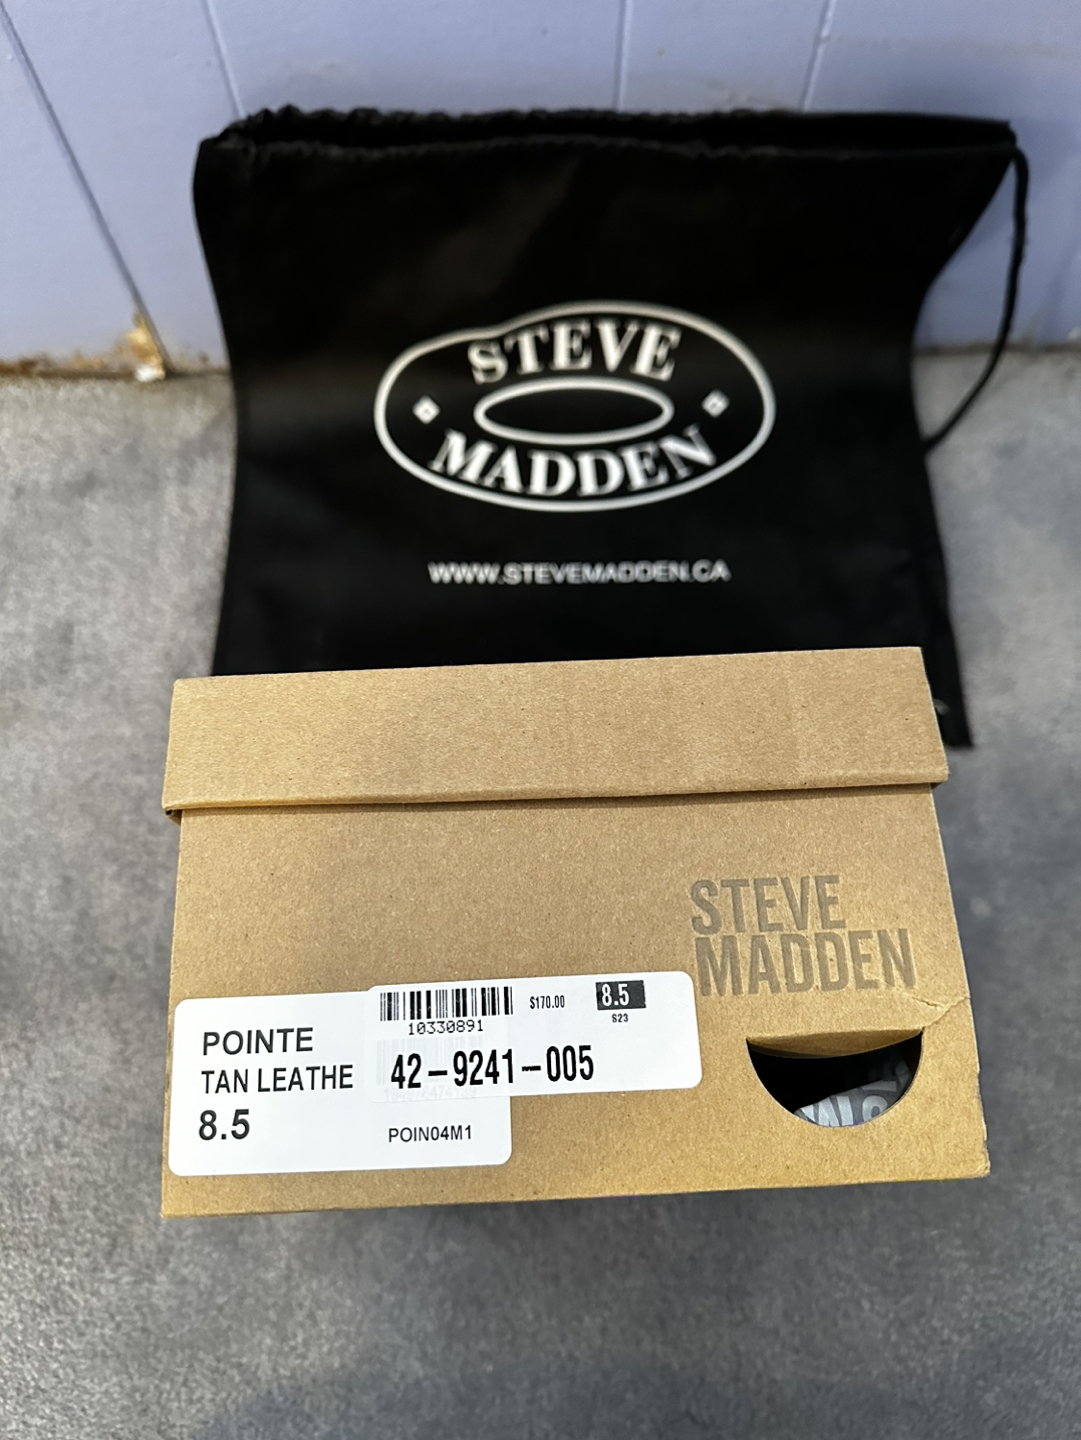 STEVE
MADDEN
WWW.STEVEMADDEN.CA
STEVE
MADDEN
10330891
$170.00
8.5
S23
42-9241-005
POINTE
TAN LEATHE
8.5
POIN04M1